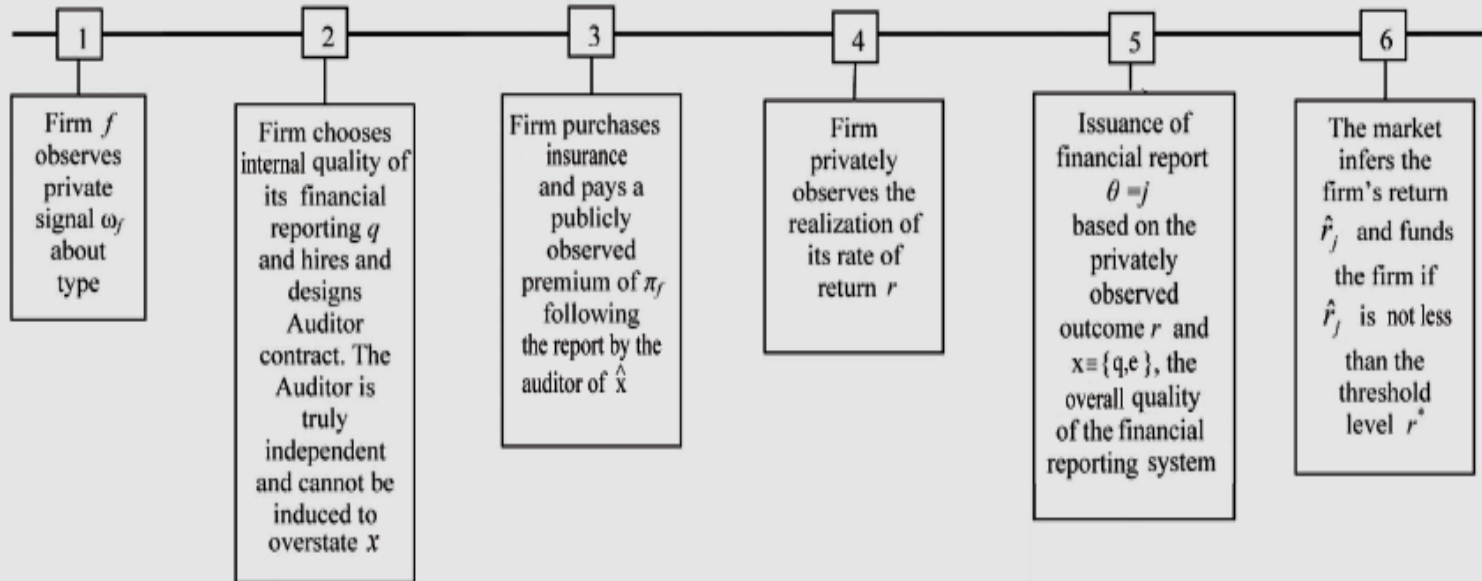 1
2
3
4
5
6
Firm f
observes
private
signal ω_f
about
type
Firm chooses
internal quality of
its financial
reporting q
and hires and
designs
Auditor
contract. The
Auditor is
truly
independent
and cannot be
induced to
overstate x
Firm purchases
insurance
and pays a
publicly
observed
premium of π_f
following
the report by the
auditor of x̂
Firm
privately
observes the
realization of
its rate of
return r
Issuance of
financial report
θ=j
based on the
privately
observed
outcome r and
x≡{q,e}, the
overall quality
of the financial
reporting system
The market
infers the
firm's return
r̂_j and funds
the firm if
r̂_j is not less
than the
threshold
level r*